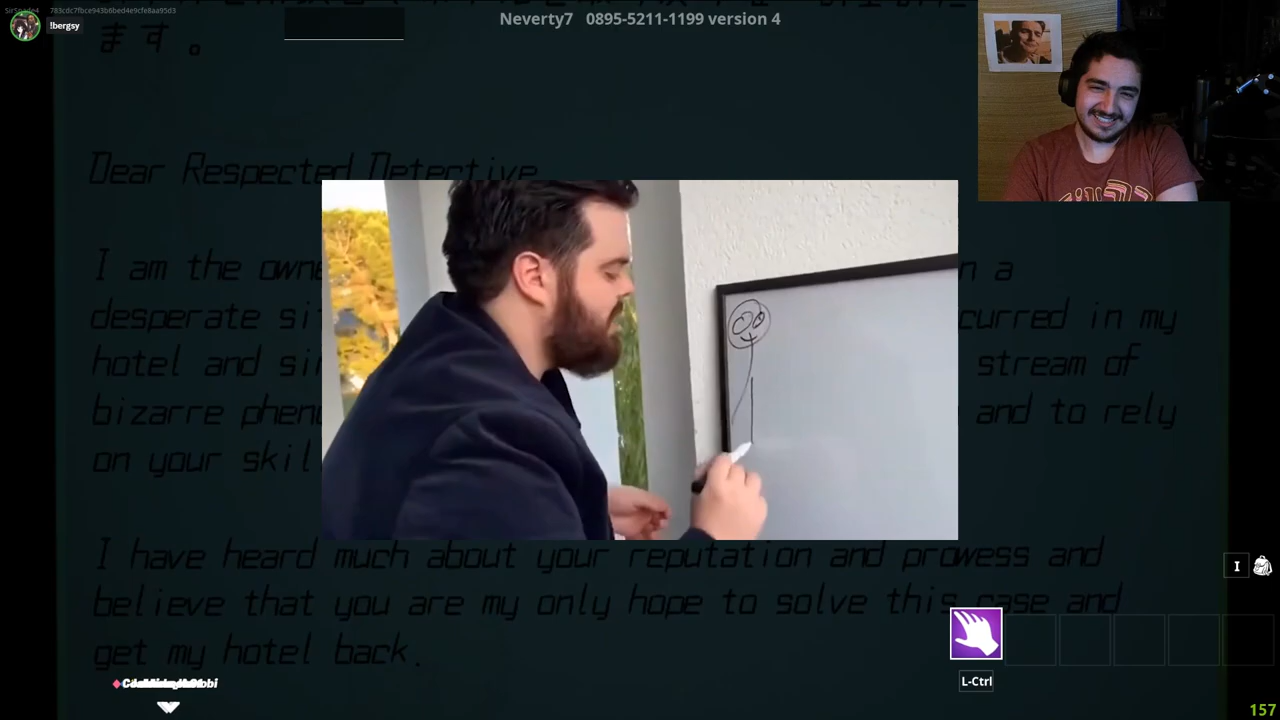 SirSpade4 783cdc7fbce943b6bed4e9cfe8aa95d3
!bergsy
Neverty7 0895-5211-1199 version 4
ます。
Dear Respected Detective
I am the owne n a
desperate si curred in my
hotel and si stream of
bizarre phen and to rely
on your skil
I have heard much about your reputation and prowess and
believe that you are my only hope to solve this case and
get my hotel back.
I
L-Ctrl
157